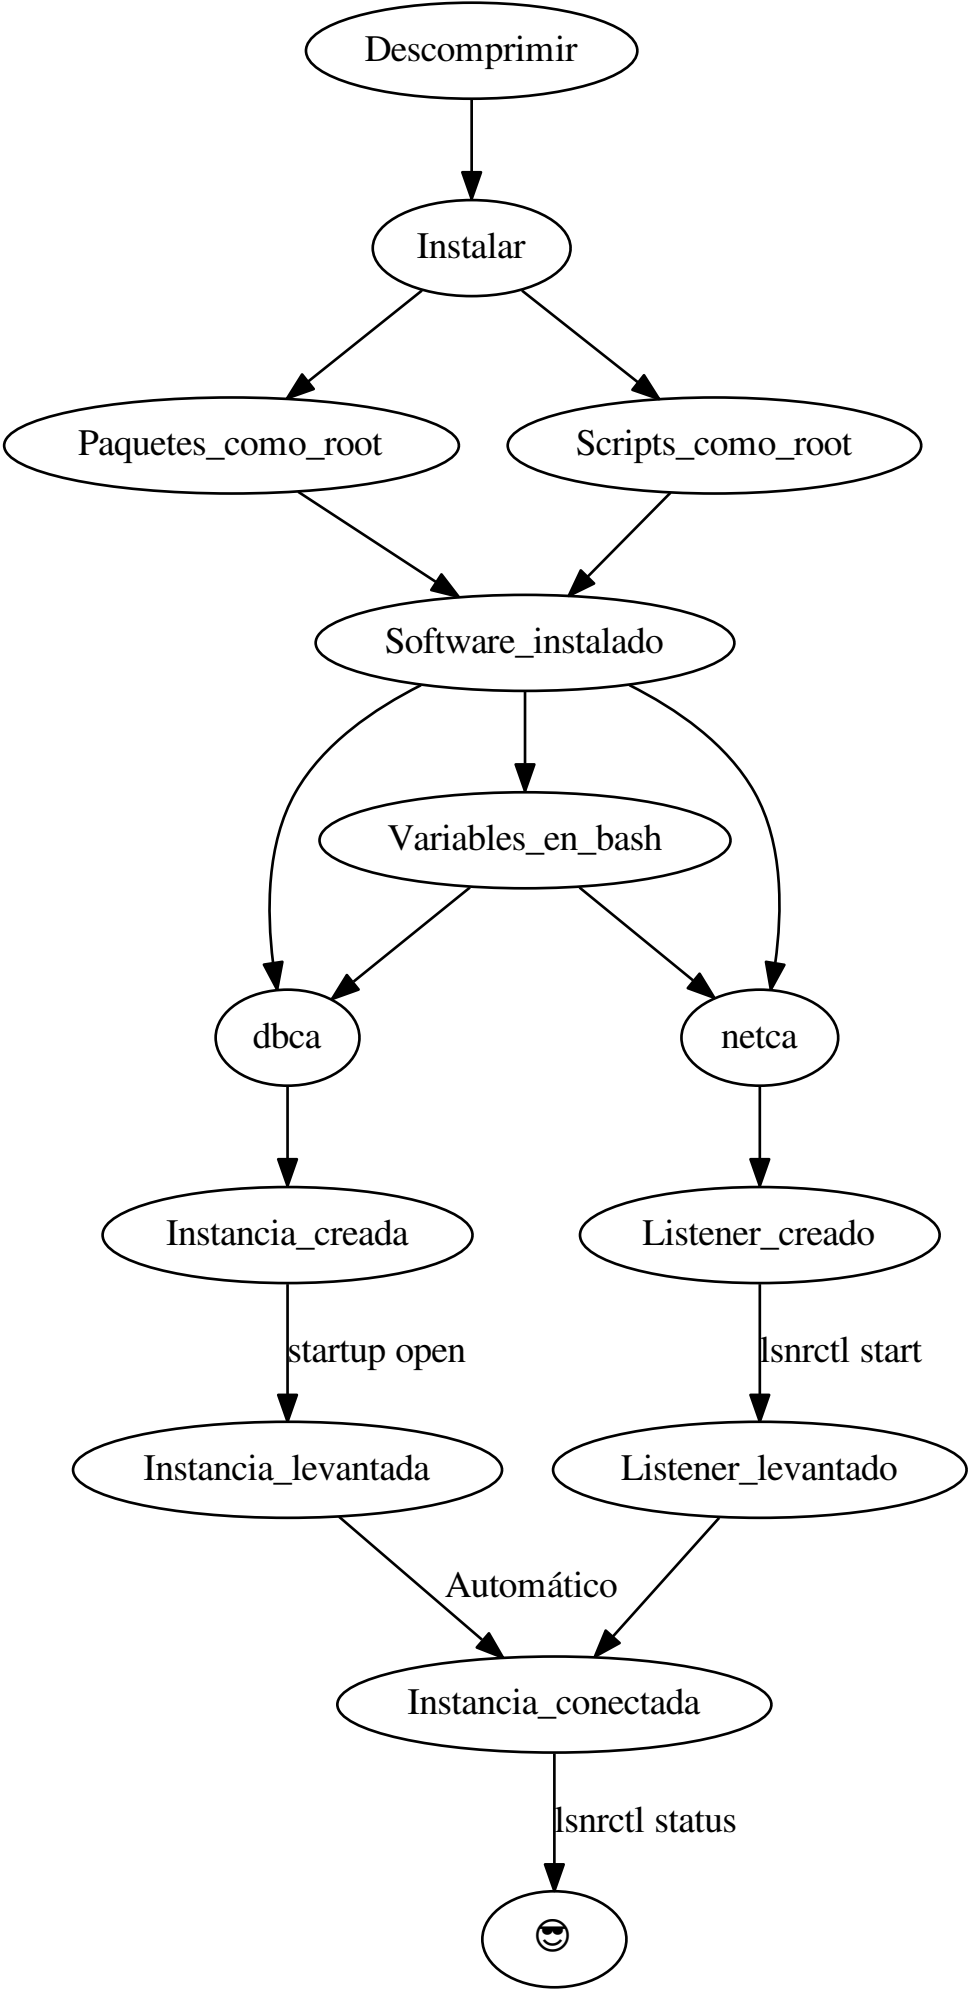 Descomprimir
Instalar
Paquetes_como_root
Scripts_como_root
Software_instalado
Variables_en_bash
dbca
netca
Instancia_creada
Listener_creado
startup open
lsnrctl start
Instancia_levantada
Listener_levantado
Automático
Instancia_conectada
lsnrctl status
😎